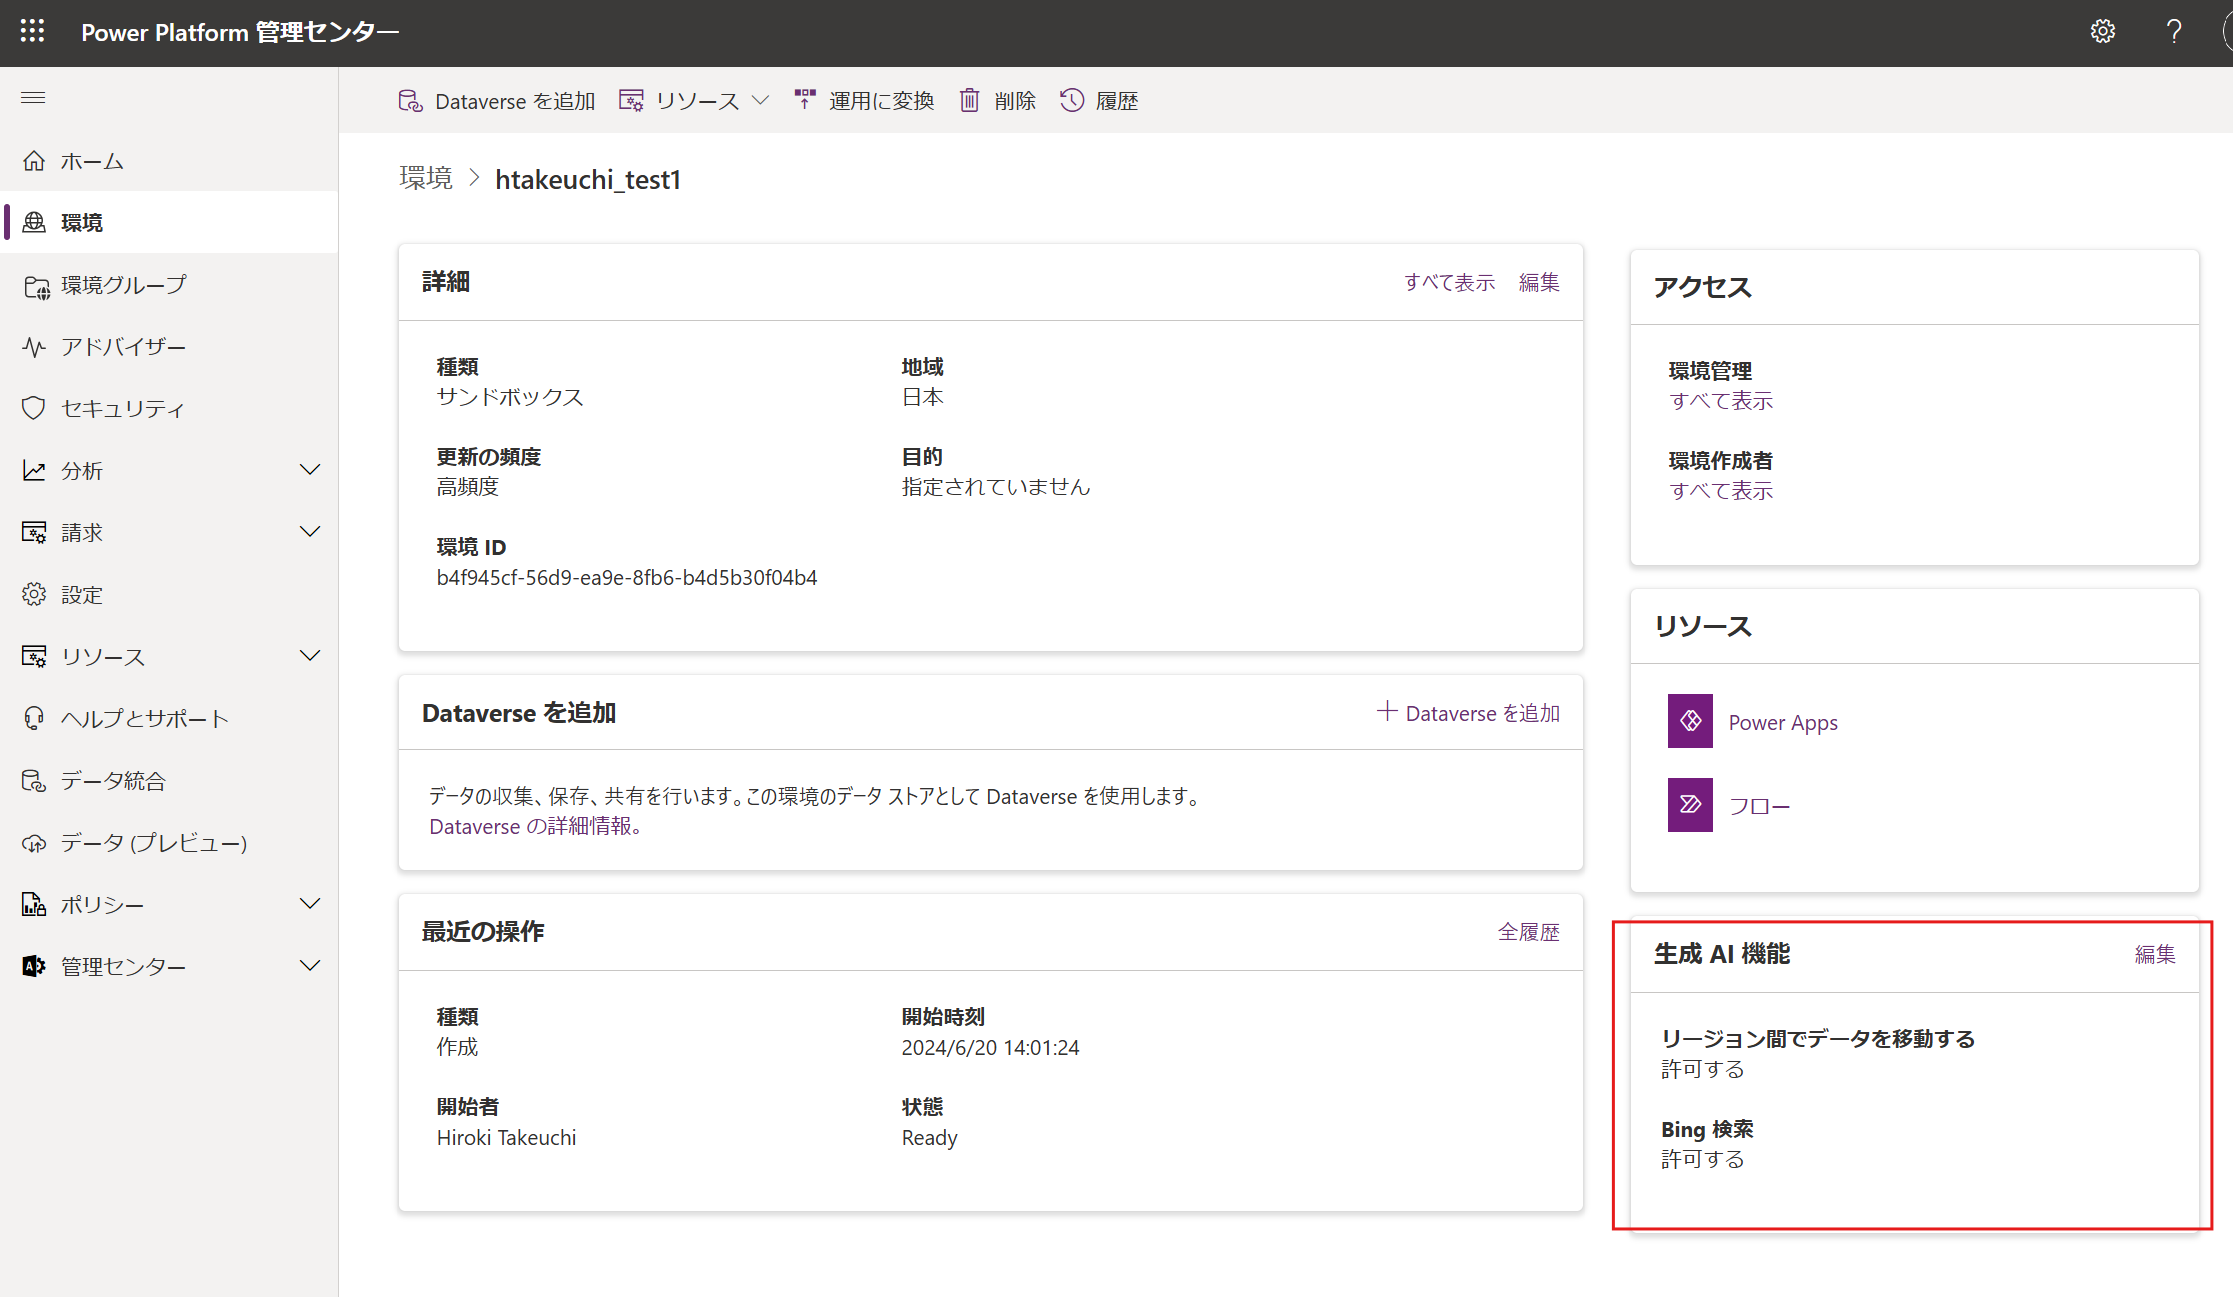 Power Platform 管理センター
Dataverse を追加
リソース
運用に変換
削除
履歴
ホーム
環境
環境グループ
アドバイザー
セキュリティ
分析
請求
設定
リソース
ヘルプとサポート
データ統合
データ (プレビュー)
ポリシー
管理センター
環境 > htakeuchi_test1
詳細
すべて表示
編集
種類
サンドボックス
地域
日本
更新の頻度
高頻度
目的
指定されていません
環境 ID
b4f945cf-56d9-ea9e-8fb6-b4d5b30f04b4
Dataverse を追加
Dataverse を追加
データの収集、保存、共有を行います。この環境のデータ ストアとして Dataverse を使用します。
Dataverse の詳細情報。
最近の操作
全履歴
種類
作成
開始時刻
2024/6/20 14:01:24
開始者
Hiroki Takeuchi
状態
Ready
アクセス
環境管理
すべて表示
環境作成者
すべて表示
リソース
Power Apps
フロー
生成 AI 機能
編集
リージョン間でデータを移動する
許可する
Bing 検索
許可する